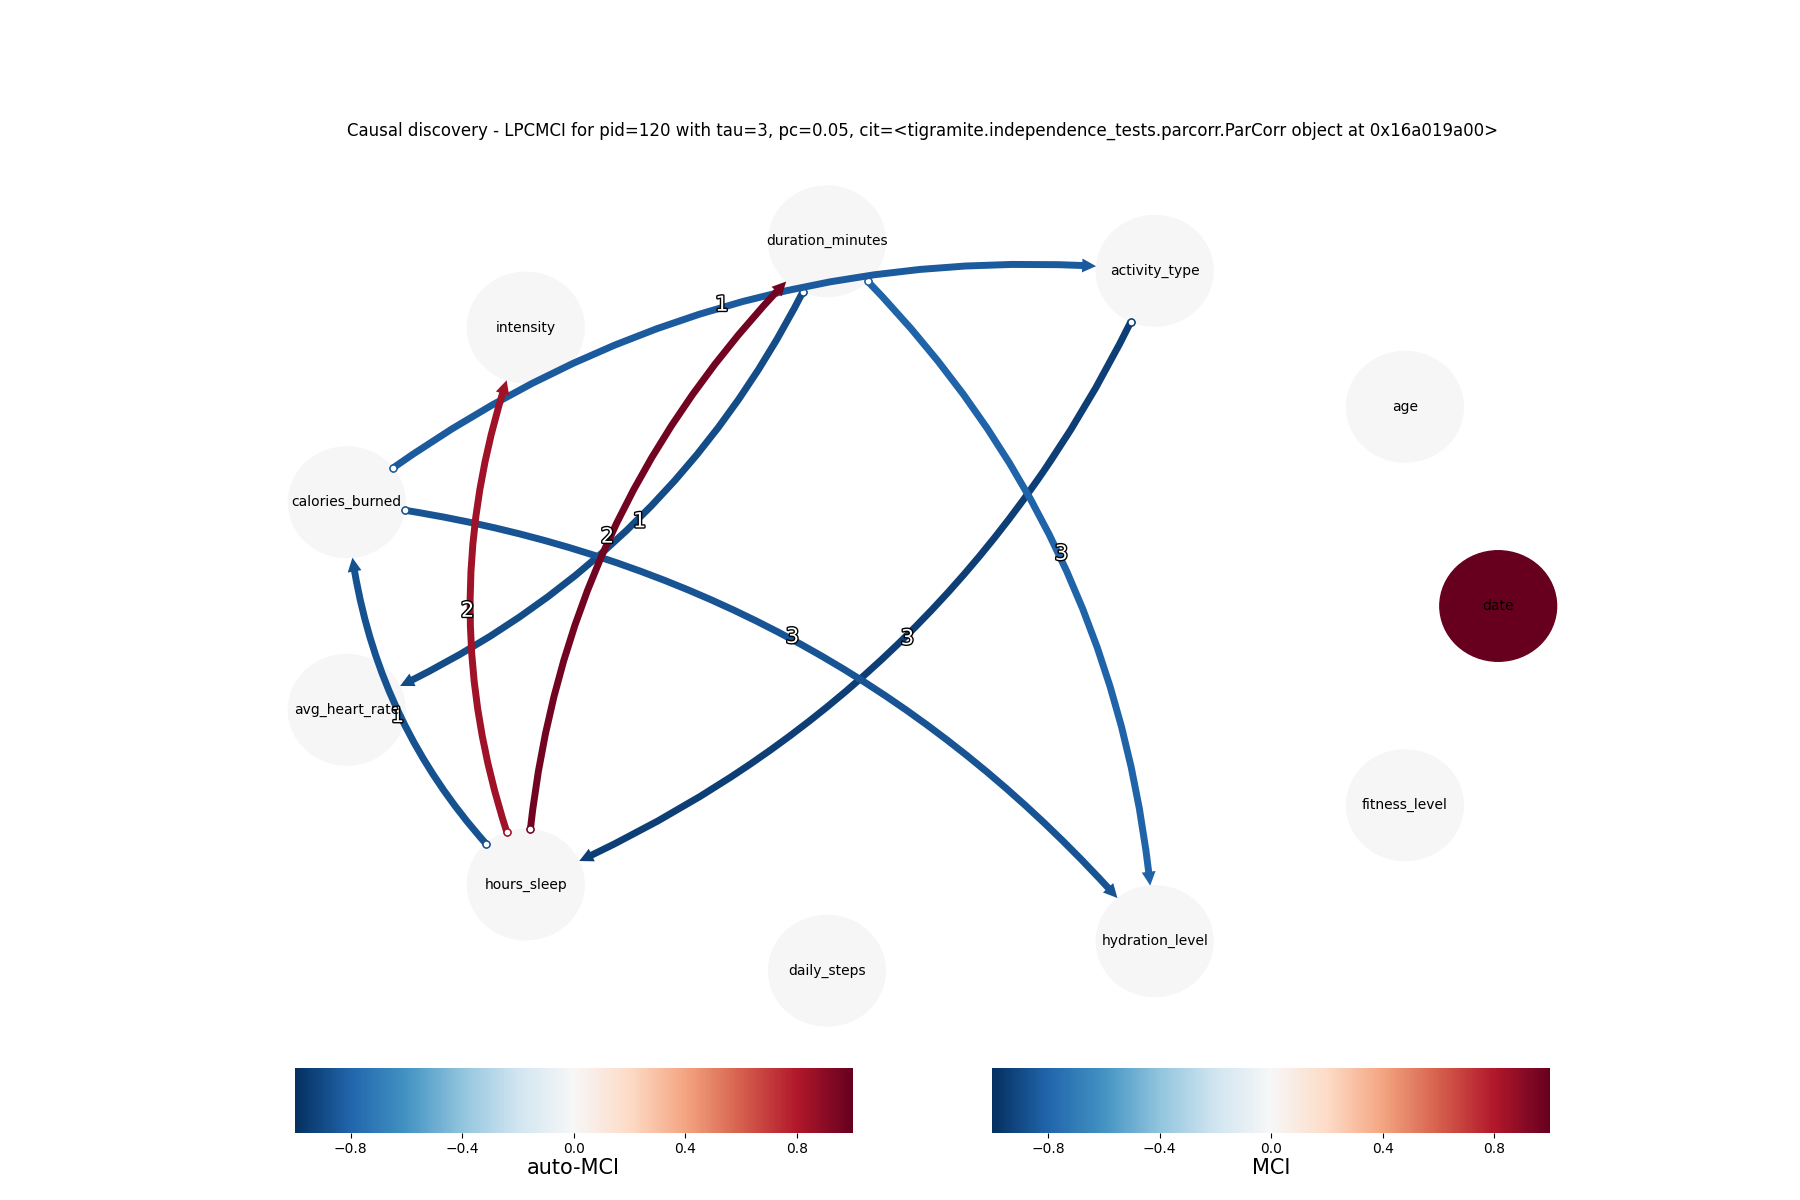 Causal discovery - LPCMCI for pid=120 with tau=3, pc=0.05, cit=<tigramite.independence_tests.parcorr.ParCorr object at 0x16a019a00>
duration_minutes
activity_type
1
intensity
age
calories_burned
2
1
3
date
2
3
3
avg_heart_rate
1
fitness_level
hours_sleep
hydration_level
daily_steps
−0.8 −0.4 0.0 0.4 0.8
auto-MCI
−0.8 −0.4 0.0 0.4 0.8
MCI